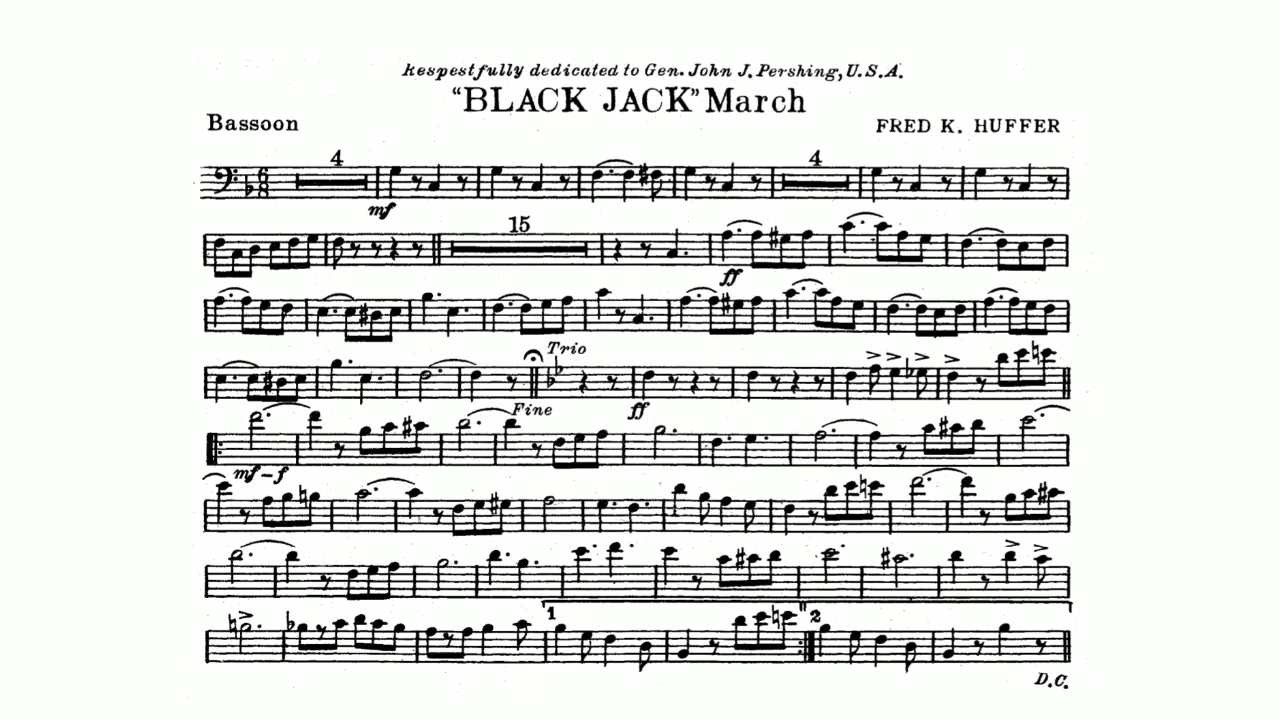 Respestfully dedicated to Gen. John J. Pershing, U.S.A.
"BLACK JACK" March
Bassoon
FRED K. HUFFER
4
4
mf
15
ff
Trio
Fine
ff
mf-f
1
2
D.C.